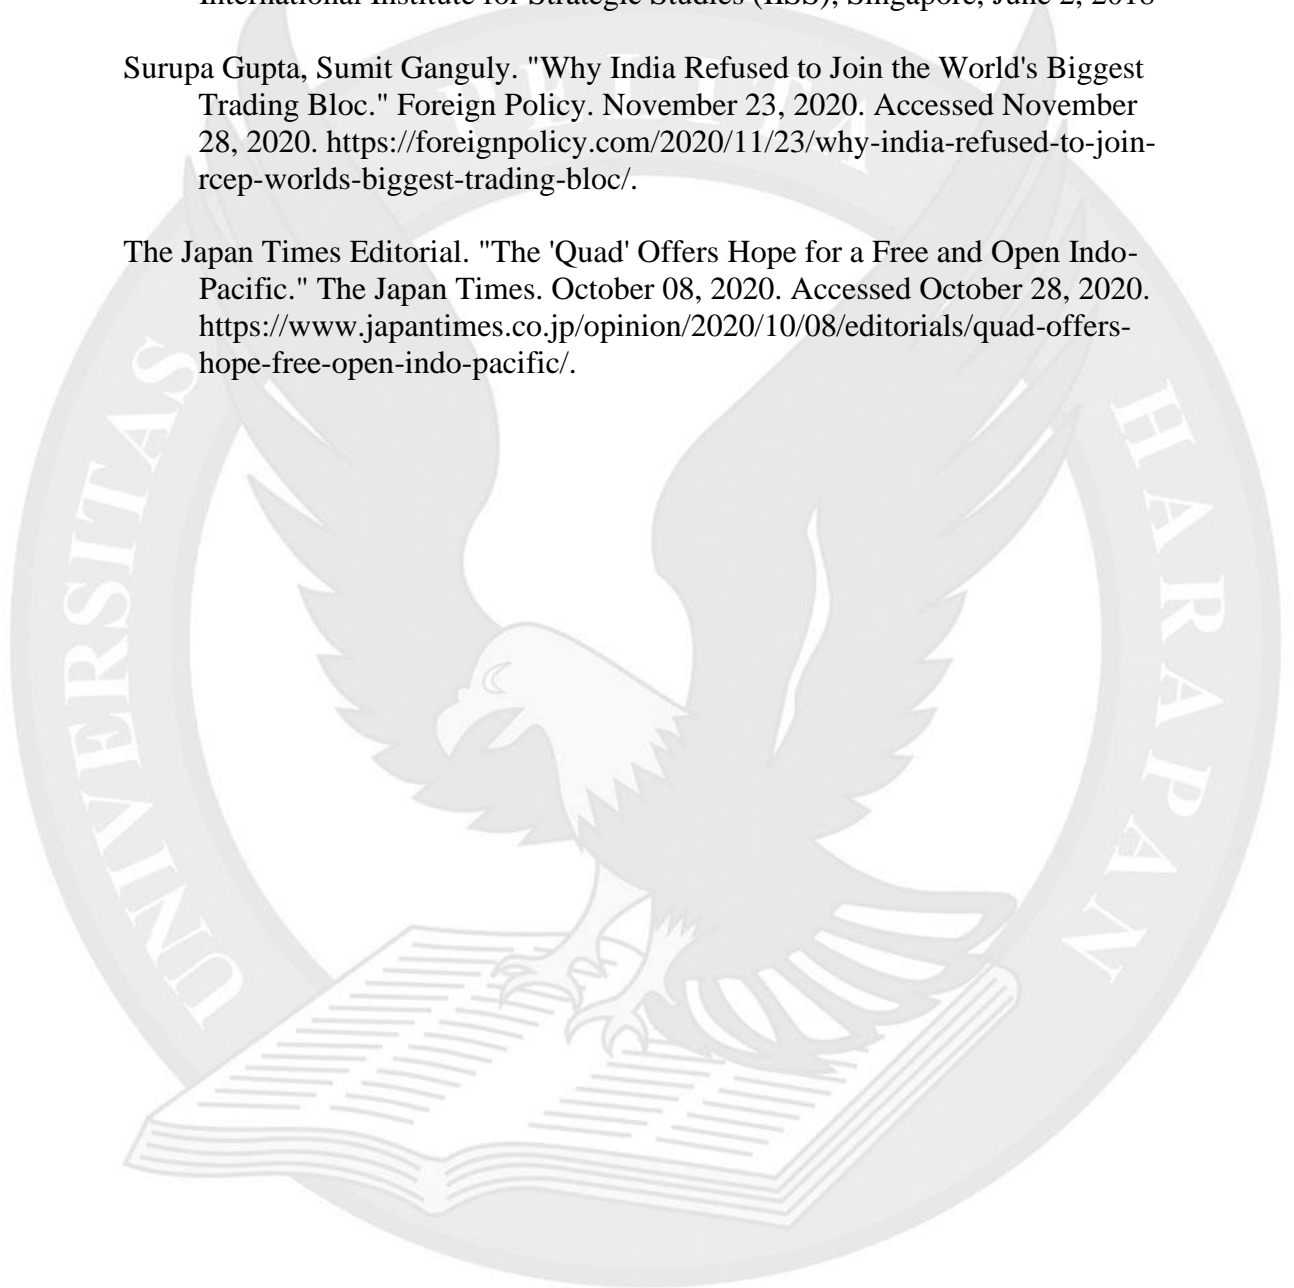 International Institute for Strategic Studies (IISS), Singapore, June 2, 2018
Surupa Gupta, Sumit Ganguly. "Why India Refused to Join the World's Biggest
Trading Bloc." Foreign Policy. November 23, 2020. Accessed November
28, 2020. https://foreignpolicy.com/2020/11/23/why-india-refused-to-join-
rcep-worlds-biggest-trading-bloc/.
The Japan Times Editorial. "The 'Quad' Offers Hope for a Free and Open Indo-
Pacific." The Japan Times. October 08, 2020. Accessed October 28, 2020.
https://www.japantimes.co.jp/opinion/2020/10/08/editorials/quad-offers-
hope-free-open-indo-pacific/.
UNIVERSITAS PELITA HARAPAN